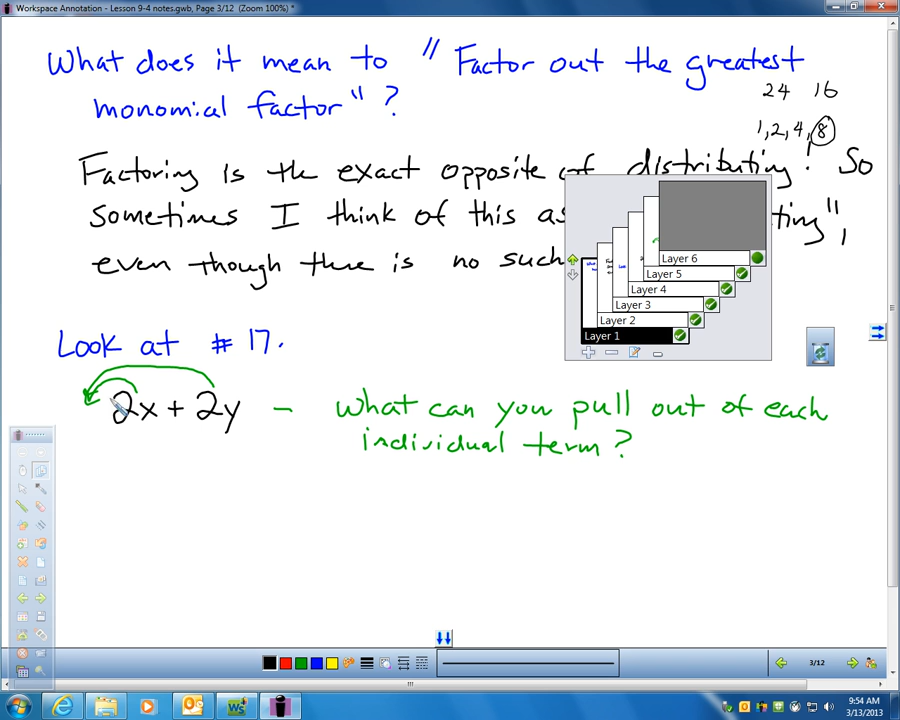 Workspace Annotation - Lesson 9-4 notes.gwb, Page 3/12 (Zoom 100%) *
What does it mean to " Factor out the greatest
monomial factor" ?
24 16
1, 2, 4, 8
Factoring is the exact opposite of distributing! So
sometimes I think of this as ting",
even though there is no such
Layer 6
Layer 5
Layer 4
Layer 3
Layer 2
Layer 1
Look at # 17.
2x + 2y - What can you pull out of each
individual term ?
3/12
9:54 AM
3/13/2013